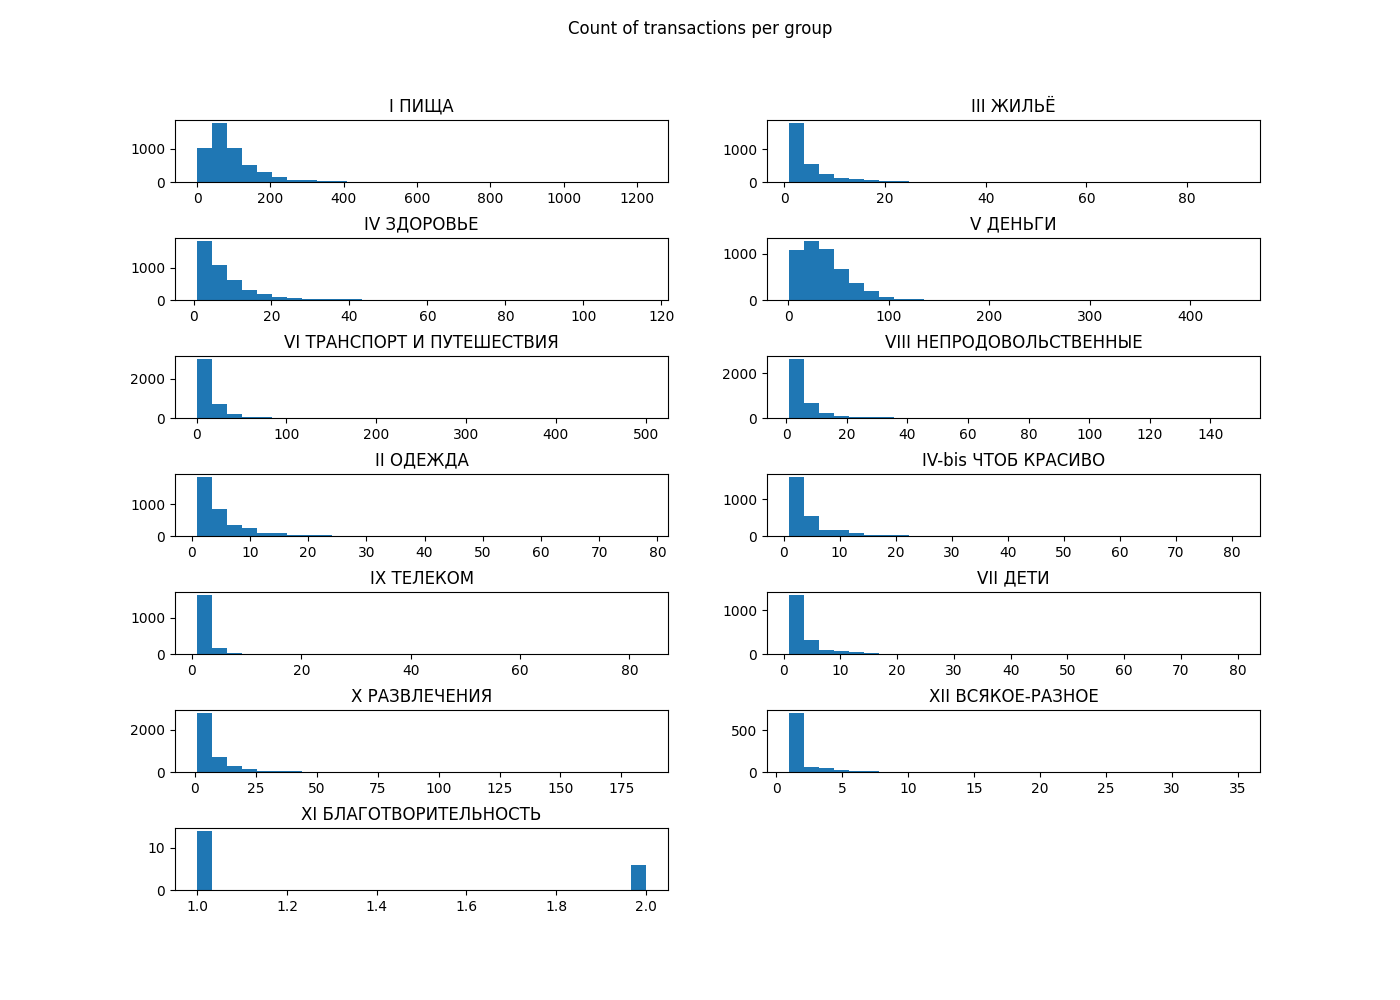 Count of transactions per group
I ПИЩА
1000
0
0 200 400 600 800 1000 1200
III ЖИЛЬЁ
1000
0
0 20 40 60 80
IV ЗДОРОВЬЕ
1000
0
0 20 40 60 80 100 120
V ДЕНЬГИ
1000
0
0 100 200 300 400
VI ТРАНСПОРТ И ПУТЕШЕСТВИЯ
2000
0
0 100 200 300 400 500
VIII НЕПРОДОВОЛЬСТВЕННЫЕ
2000
0
0 20 40 60 80 100 120 140
II ОДЕЖДА
1000
0
0 10 20 30 40 50 60 70 80
IV-bis ЧТОБ КРАСИВО
1000
0
0 10 20 30 40 50 60 70 80
IX ТЕЛЕКОМ
1000
0
0 20 40 60 80
VII ДЕТИ
1000
0
0 10 20 30 40 50 60 70 80
X РАЗВЛЕЧЕНИЯ
2000
0
0 25 50 75 100 125 150 175
XII ВСЯКОЕ-РАЗНОЕ
500
0
0 5 10 15 20 25 30 35
XI БЛАГОТВОРИТЕЛЬНОСТЬ
10
0
1.0 1.2 1.4 1.6 1.8 2.0